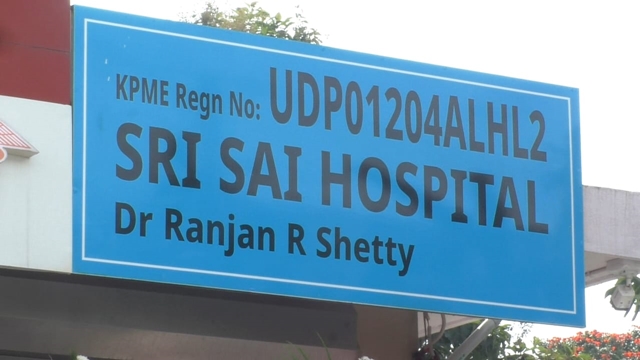 KPME Regn No: UDP01204ALHL2
SRI SAI HOSPITAL
Dr Ranjan R Shetty